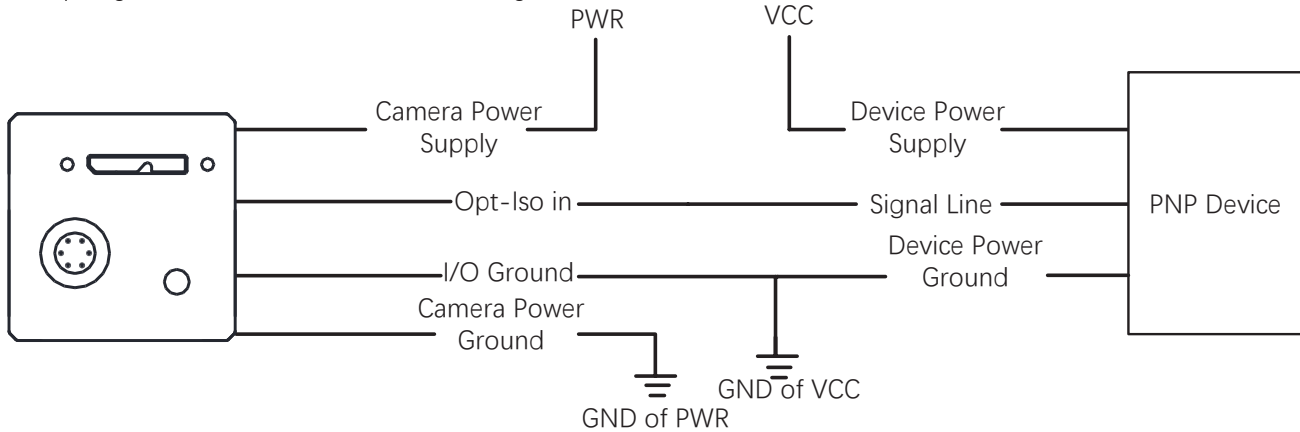 PWR
VCC
Camera Power
Supply
Device Power
Supply
Opt-Iso in
Signal Line
PNP Device
I/O Ground
Device Power
Ground
Camera Power
Ground
GND of VCC
GND of PWR